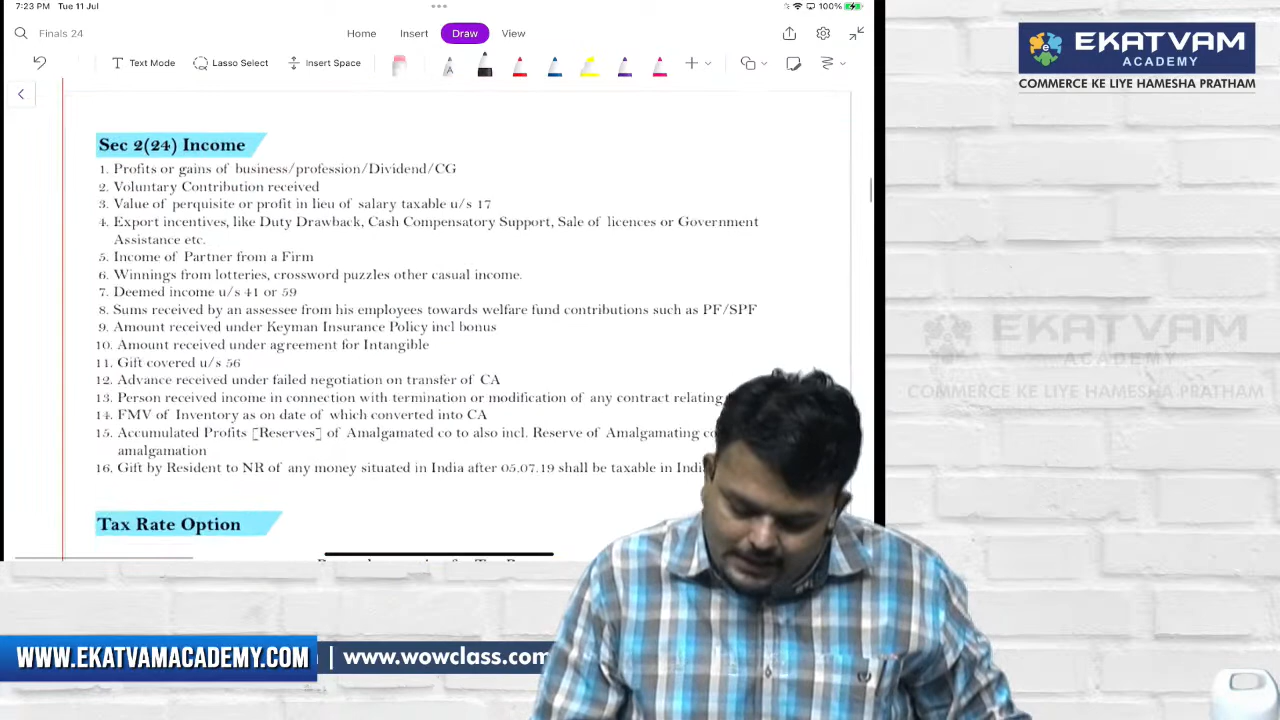 7:23 PM Tue 11 Jul
100%
Finals 24
Home Insert Draw View
Text Mode Lasso Select Insert Space
EKATVAM
ACADEMY
COMMERCE KE LIYE HAMESHA PRATHAM
Sec 2(24) Income
1. Profits or gains of business/profession/Dividend/CG
2. Voluntary Contribution received
3. Value of perquisite or profit in lieu of salary taxable u/s 17
4. Export incentives, like Duty Drawback, Cash Compensatory Support, Sale of licences or Government
Assistance etc.
5. Income of Partner from a Firm
6. Winnings from lotteries, crossword puzzles other casual income.
7. Deemed income u/s 41 or 59
8. Sums received by an assessee from his employees towards welfare fund contributions such as PF/SPF
9. Amount received under Keyman Insurance Policy incl bonus
10. Amount received under agreement for Intangible
11. Gift covered u/s 56
12. Advance received under failed negotiation on transfer of CA
13. Person received income in connection with termination or modification of any contract relating
14. FMV of Inventory as on date of which converted into CA
15. Accumulated Profits [Reserves] of Amalgamated co to also incl. Reserve of Amalgamating co
amalgamation
16. Gift by Resident to NR of any money situated in India after 05.07.19 shall be taxable in Indi
Tax Rate Option
EKATVAM
ACADEMY
COMMERCE KE LIYE HAMESHA PRATHAM
WWW.EKATVAMACADEMY.COM | www.wowclass.com